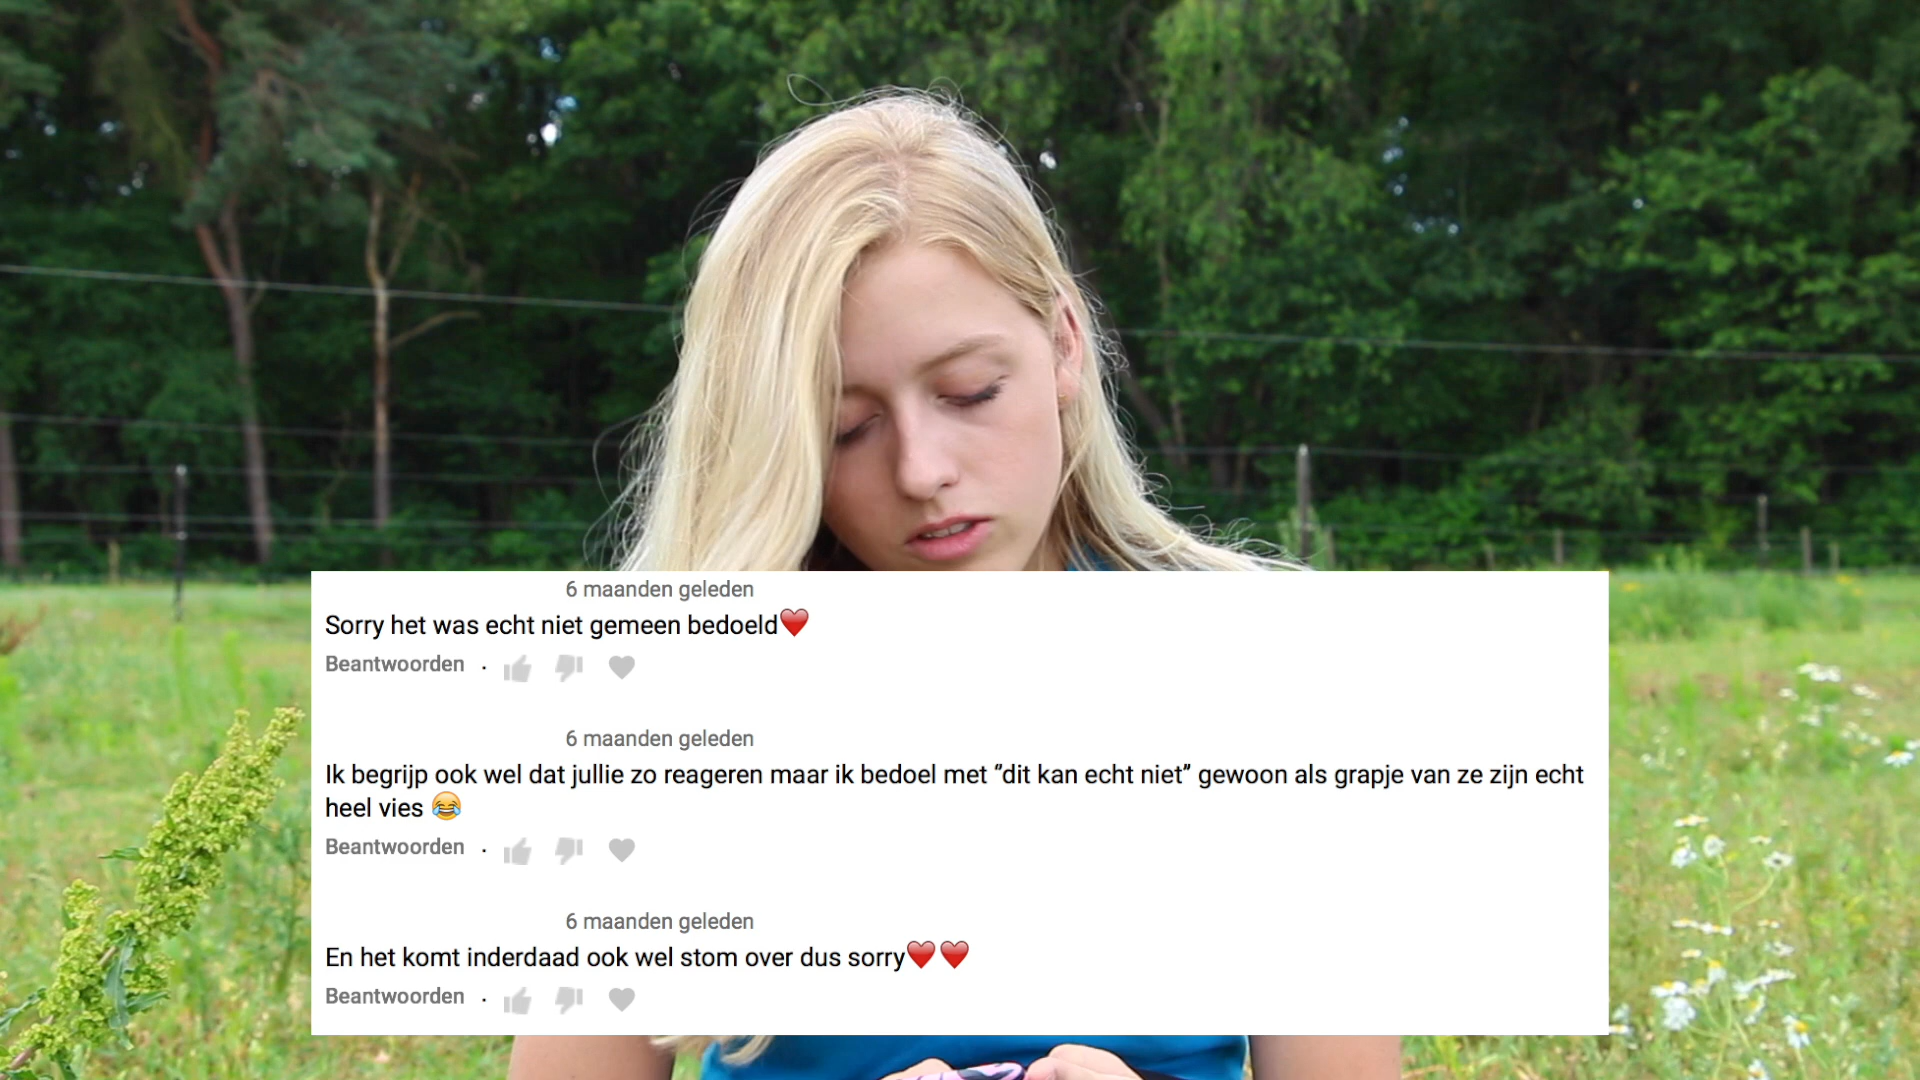 6 maanden geleden
Sorry het was echt niet gemeen bedoeld❤️
Beantwoorden .
6 maanden geleden
Ik begrijp ook wel dat jullie zo reageren maar ik bedoel met "dit kan echt niet" gewoon als grapje van ze zijn echt
heel vies 😂
Beantwoorden .
6 maanden geleden
En het komt inderdaad ook wel stom over dus sorry❤️❤️
Beantwoorden .